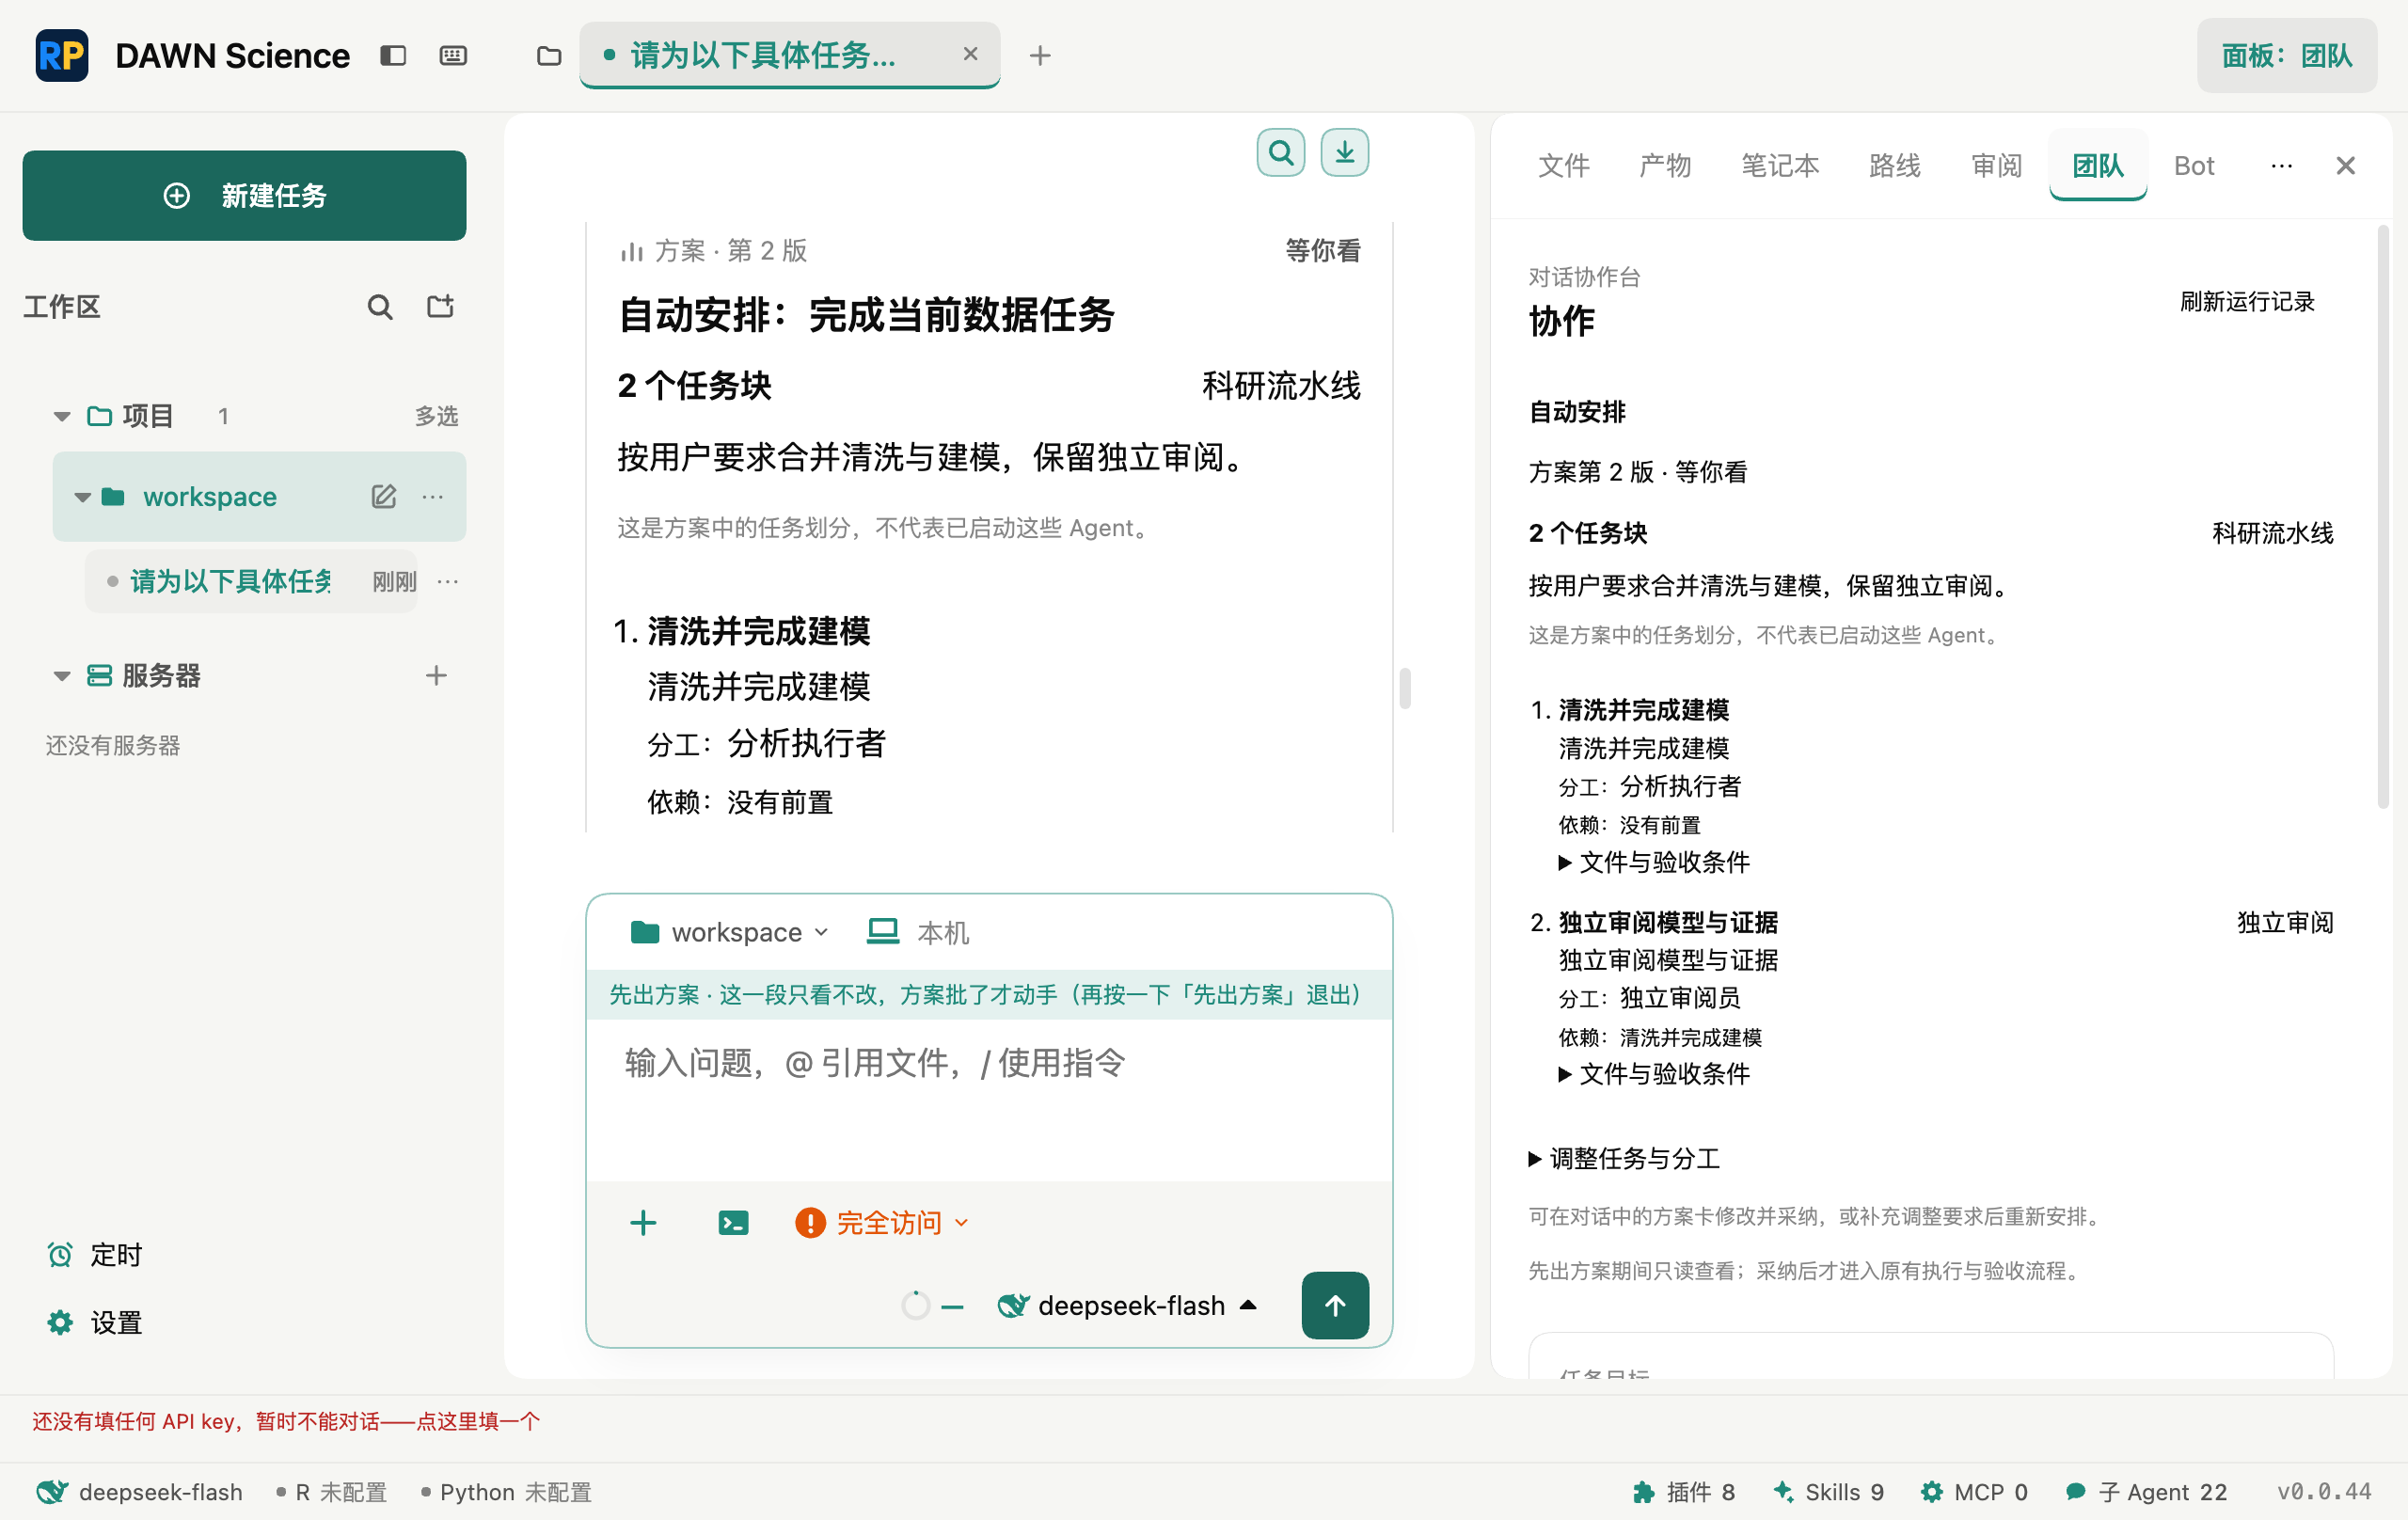 RP DAWN Science
请为以下具体任务...
面板：团队
新建任务
工作区
项目 1 多选
workspace
请为以下具体任务 刚刚
服务器
还没有服务器
定时
设置
方案 · 第 2 版 等你看
自动安排：完成当前数据任务
2 个任务块 科研流水线
按用户要求合并清洗与建模，保留独立审阅。
这是方案中的任务划分，不代表已启动这些 Agent。
1. 清洗并完成建模
清洗并完成建模
分工：分析执行者
依赖：没有前置
workspace 本机
先出方案 · 这一段只看不改，方案批了才动手（再按一下「先出方案」退出）
输入问题，@ 引用文件，/ 使用指令
完全访问
deepseek-flash
文件 产物 笔记本 路线 审阅 团队 Bot ...
对话协作台
协作
刷新运行记录
自动安排
方案第 2 版 · 等你看
2 个任务块 科研流水线
按用户要求合并清洗与建模，保留独立审阅。
这是方案中的任务划分，不代表已启动这些 Agent。
1. 清洗并完成建模
清洗并完成建模
分工：分析执行者
依赖：没有前置
文件与验收条件
2. 独立审阅模型与证据 独立审阅
独立审阅模型与证据
分工：独立审阅员
依赖：清洗并完成建模
文件与验收条件
调整任务与分工
可在对话中的方案卡修改并采纳，或补充调整要求后重新安排。
先出方案期间只读查看；采纳后才进入原有执行与验收流程。
任务目标
还没有填任何 API key，暂时不能对话——点这里填一个
deepseek-flash R 未配置 Python 未配置
插件 8 Skills 9 MCP 0 子 Agent 22 v0.0.44